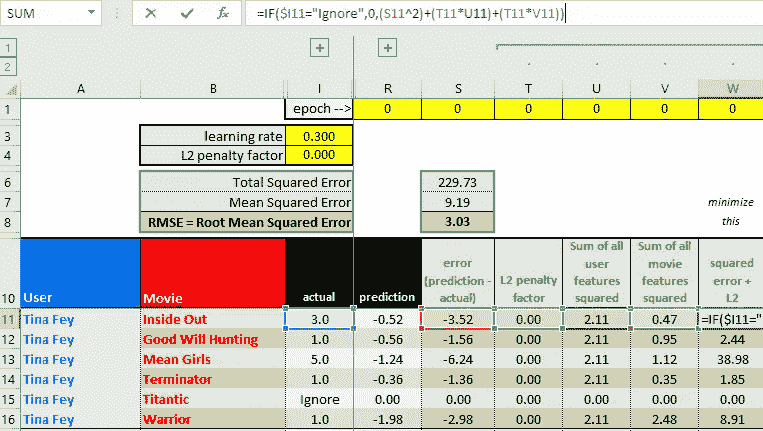 SUM =IF($I11="Ignore",0,(S11^2)+(T11*U11)+(T11*V11))
1
2
A B I R S T U V W
1 epoch --> 0 0 0 0 0 0
3 learning rate 0.300
4 L2 penalty factor 0.000
6 Total Squared Error 229.73
7 Mean Squared Error 9.19 minimize
8 RMSE = Root Mean Squared Error 3.03 this
10 User Movie actual prediction error (prediction - actual) L2 penalty factor Sum of all user features squared Sum of all movie features squared squared error + L2
11 Tina Fey Inside Out 3.0 -0.52 -3.52 0.00 2.11 0.47 =IF($I11="
12 Tina Fey Good Will Hunting 1.0 -0.56 -1.56 0.00 2.11 0.95 2.44
13 Tina Fey Mean Girls 5.0 -1.24 -6.24 0.00 2.11 1.12 38.98
14 Tina Fey Terminator 1.0 -0.36 -1.36 0.00 2.11 0.35 1.85
15 Tina Fey Titantic Ignore 0.00 0.00 0.00 0.00 0.00 0.00
16 Tina Fey Warrior 1.0 -1.98 -2.98 0.00 2.11 2.48 8.91